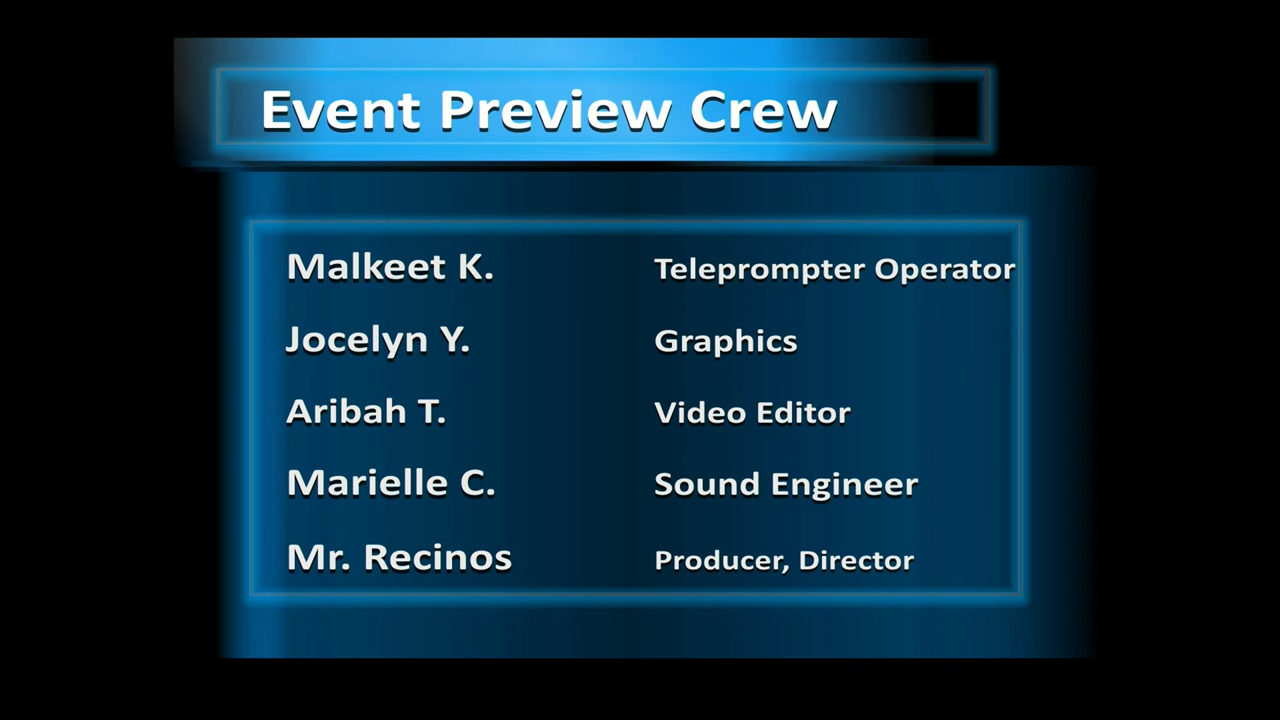 Event Preview Crew
Malkeet K. Teleprompter Operator
Jocelyn Y. Graphics
Aribah T. Video Editor
Marielle C. Sound Engineer
Mr. Recinos Producer, Director